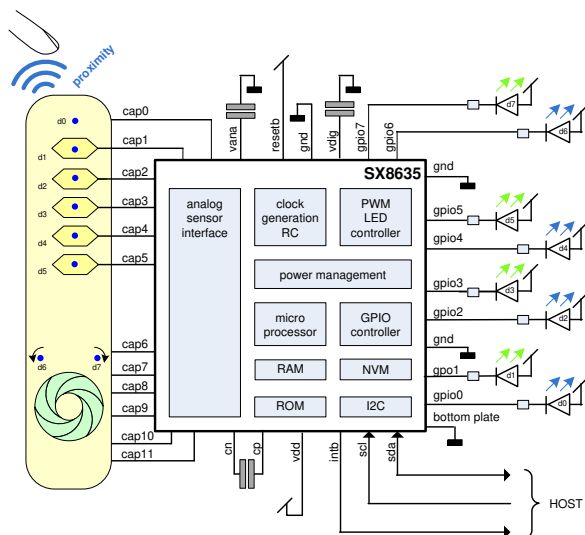 proximity
d0
d1
d2
d3
d4
d5
d6
d7
cap0
cap1
cap2
cap3
cap4
cap5
cap6
cap7
cap8
cap9
cap10
cap11
vana
resetb
gnd
vdig
gpio7
gpio6
SX8635
analog
sensor
interface
clock
generation
RC
PWM
LED
controller
power management
micro
processor
GPIO
controller
RAM
NVM
ROM
I2C
gnd
gpio5
gpio4
gpio3
gpio2
gnd
gpo1
gpio0
bottom plate
d7
d6
d5
d4
d3
d2
d1
d0
cn
cp
vdd
intb
scl
sda
HOST